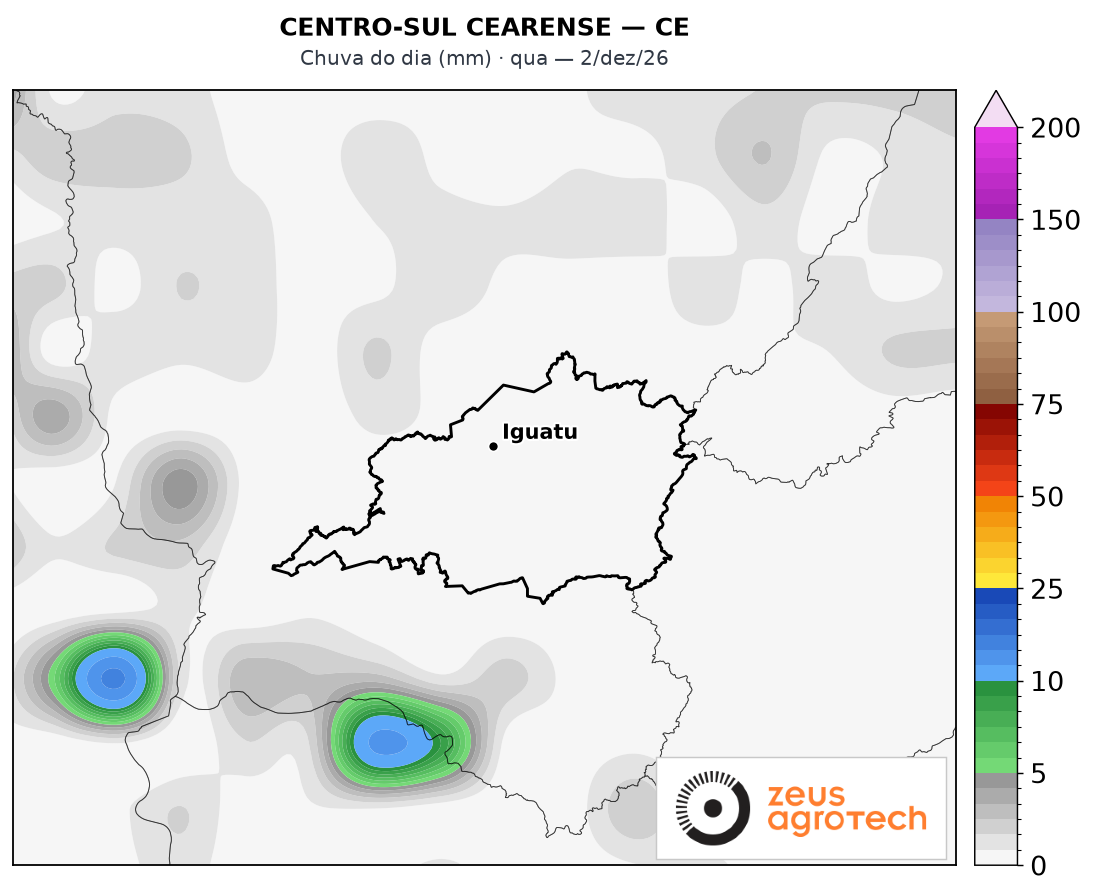 CENTRO-SUL CEARENSE — CE
Chuva do dia (mm) · qua — 2/dez/26
200
150
100
75
50
25
10
5
0
Iguatu
zeus
agrotech